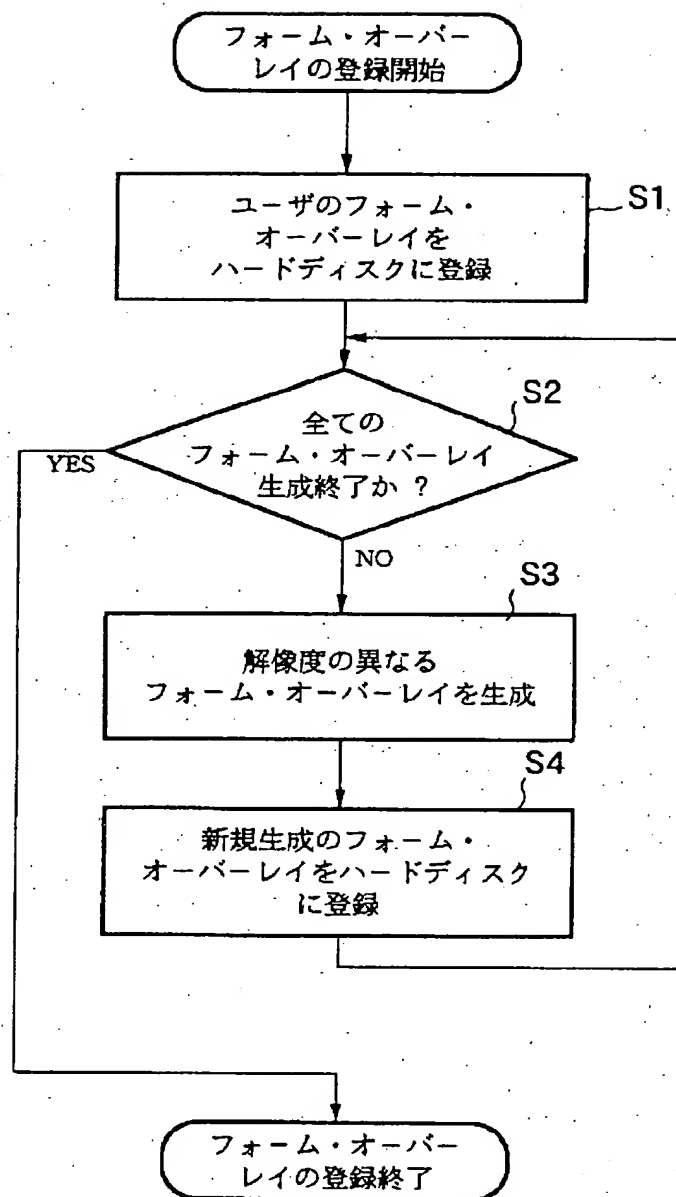 フォーム・オーバー
レイの登録開始
ユーザのフォーム・
オーバーレイを
ハードディスクに登録
S1
S2
全ての
フォーム・オーバーレイ
生成終了か ?
YES
NO
S3
解像度の異なる
フォーム・オーバーレイを生成
S4
新規生成のフォーム・
オーバーレイをハードディスク
に登録
フォーム・オーバー
レイの登録終了